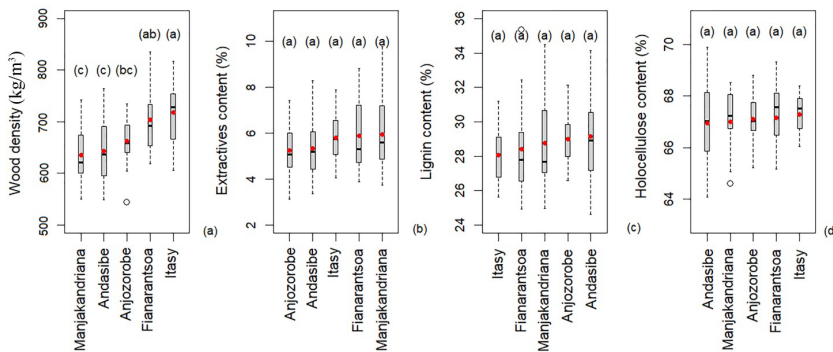 Wood density (kg/m³)
900
800
700
600
500
(c)
(c)
(bc)
(ab)
(a)
Manjakandriana
Andasibe
Anjozorobe
Fianarantsoa
Itasy
(a)
Extractives content (%)
10
8
6
4
2
(a)
(a)
(a)
(a)
(a)
Anjozorobe
Andasibe
Itasy
Fianarantsoa
Manjakandriana
(b)
Lignin content (%)
36
34
32
30
28
26
24
(a)
(a)
(a)
(a)
(a)
Itasy
Fianarantsoa
Manjakandriana
Anjozorobe
Andasibe
(c)
Holocellulose content (%)
70
68
66
64
(a)
(a)
(a)
(a)
(a)
Andasibe
Manjakandriana
Anjozorobe
Fianarantsoa
Itasy
(d